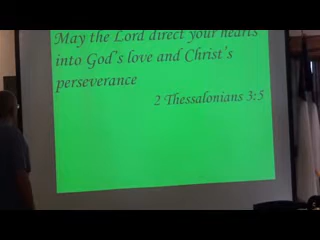 May the Lord direct your hearts
into God's love and Christ's
perseverance
2 Thessalonians 3:5